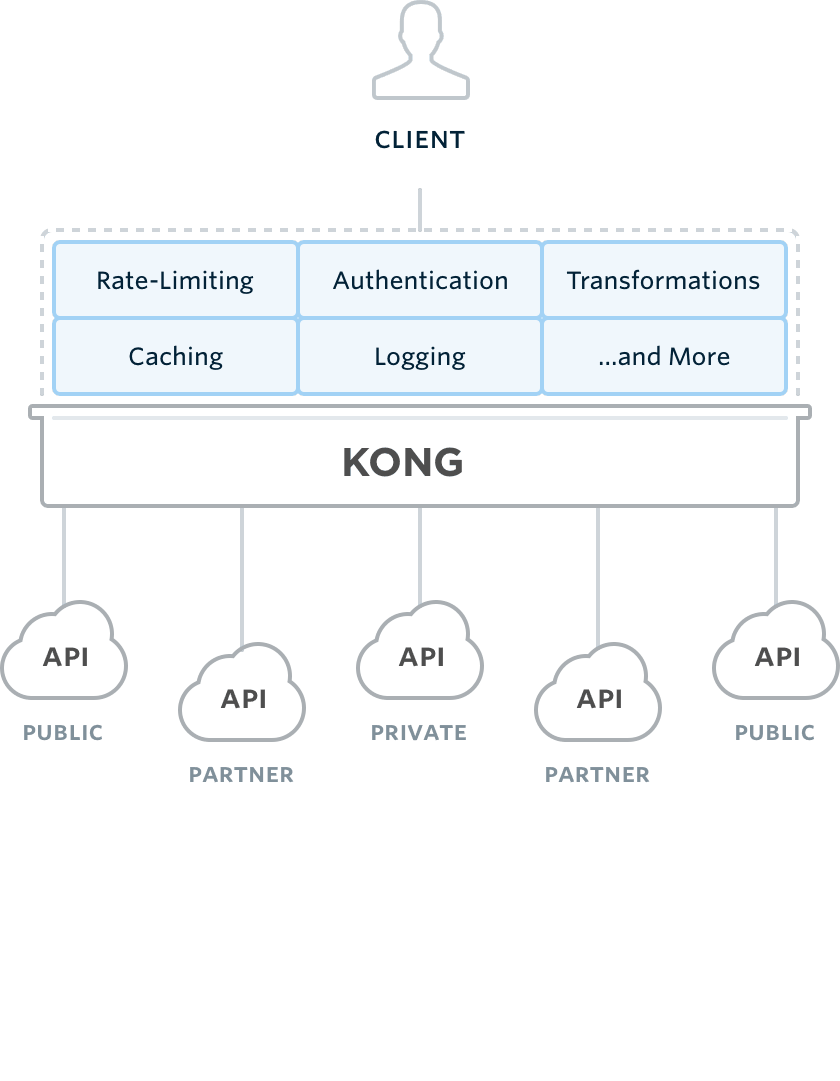 CLIENT
Rate-Limiting
Authentication
Transformations
Caching
Logging
...and More
KONG
API
API
API
API
API
PUBLIC
PARTNER
PRIVATE
PARTNER
PUBLIC